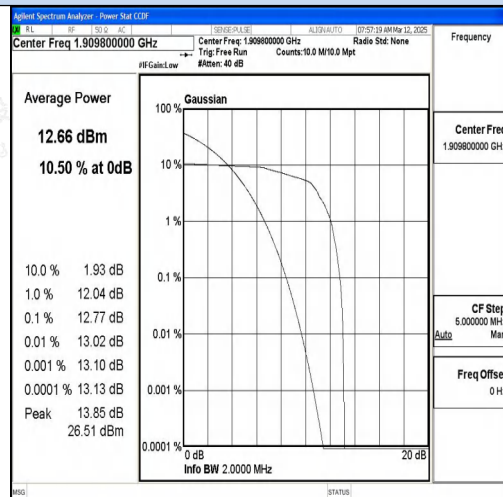 Agilent Spectrum Analyzer - Power Stat CCDF
RL RF 50 Ω AC SENSE:PULSE ALIGN AUTO 07:57:19 AM Mar 12, 2025
Center Freq 1.909800000 GHz
Center Freq: 1.909800000 GHz Radio Std: None
Trig: Free Run Counts:10.0 M/10.0 Mpt
#IFGain:Low #Atten: 40 dB
Frequency
Average Power
12.66 dBm
10.50 % at 0dB
10.0 % 1.93 dB
1.0 % 12.04 dB
0.1 % 12.77 dB
0.01 % 13.02 dB
0.001 % 13.10 dB
0.0001 % 13.13 dB
Peak 13.85 dB
26.51 dBm
Gaussian
100 %
10 %
1 %
0.1 %
0.01 %
0.001 %
0.0001 %
0 dB 20 dB
Info BW 2.0000 MHz
Center Freq
1.909800000 GH
CF Step
5.000000 MH
Auto Ma
Freq Offse
0 H
MSG STATUS